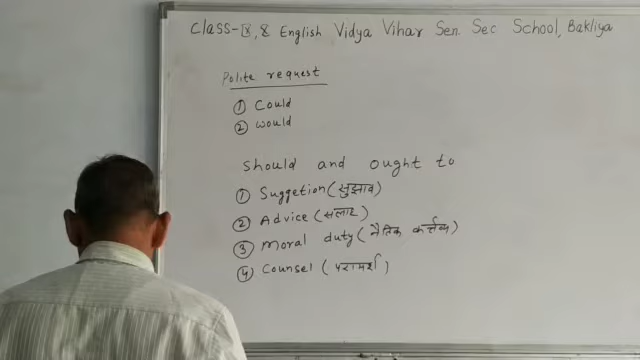 Class-IX, 8 English Vidya Vihar Sen. Sec School, Bakliya
Polite request
① Could
② Would
Should and ought to
① Suggetion (सुझाव)
② Advice (सलाह)
③ Moral duty (नैतिक कर्त्तव्य)
④ Counsel (परामर्श)